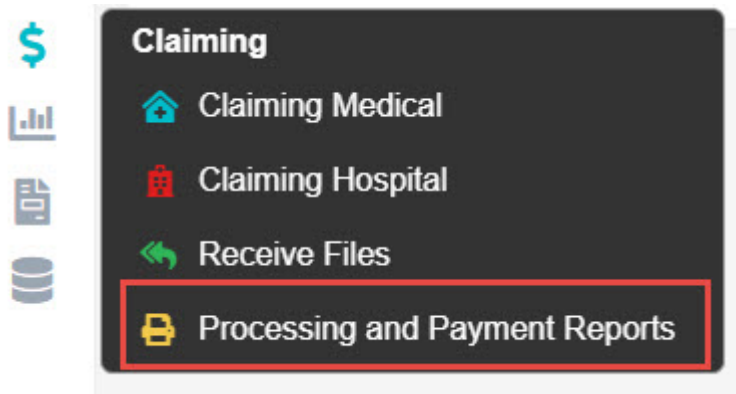 Claiming
Claiming Medical
Claiming Hospital
Receive Files
Processing and Payment Reports